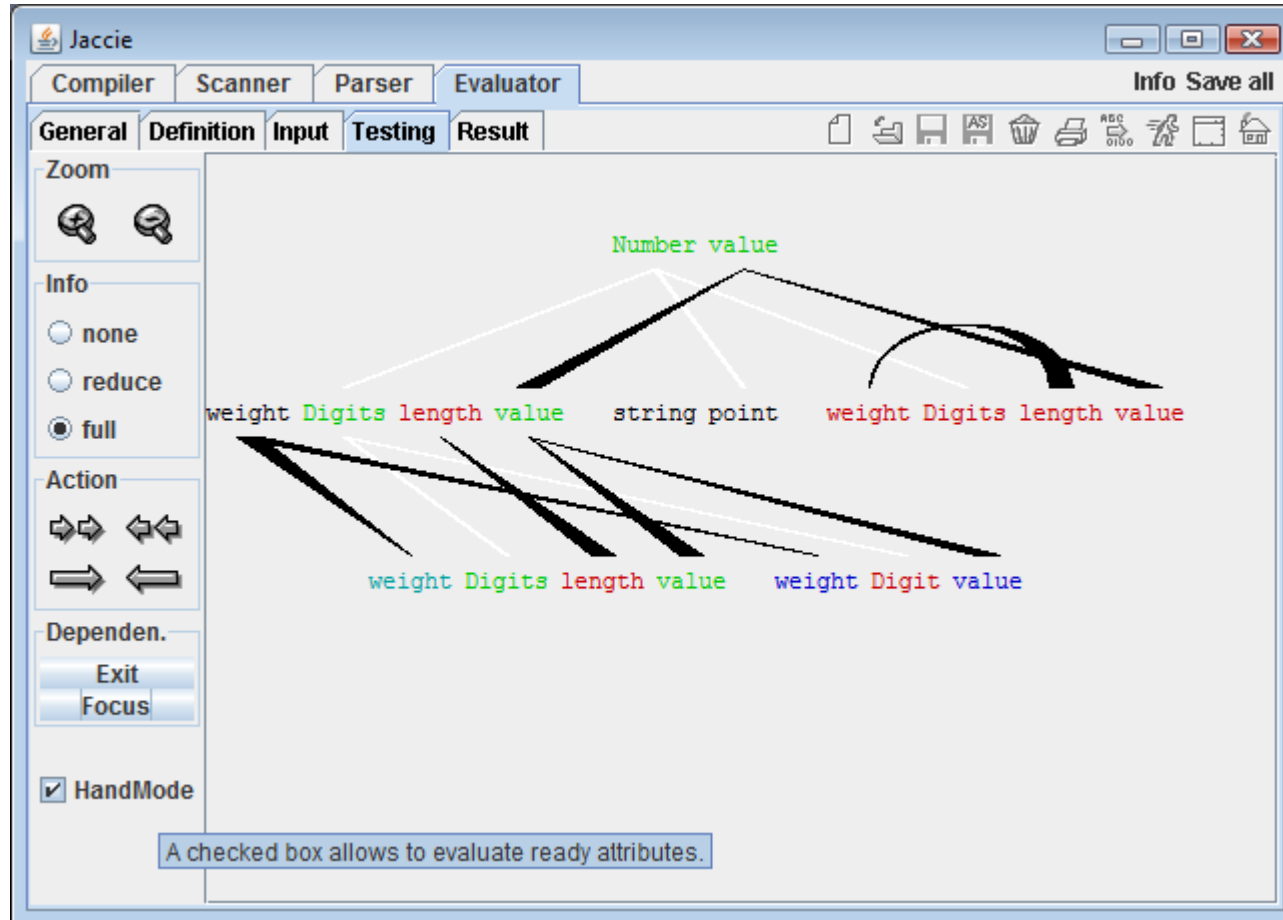 Jaccie
Compiler Scanner Parser Evaluator Info Save all
General Definition Input Testing Result
Zoom
Info
none
reduce
full
Action
Dependen.
Exit
Focus
HandMode
Number value
weight Digits length value string point weight Digits length value
weight Digits length value weight Digit value
A checked box allows to evaluate ready attributes.